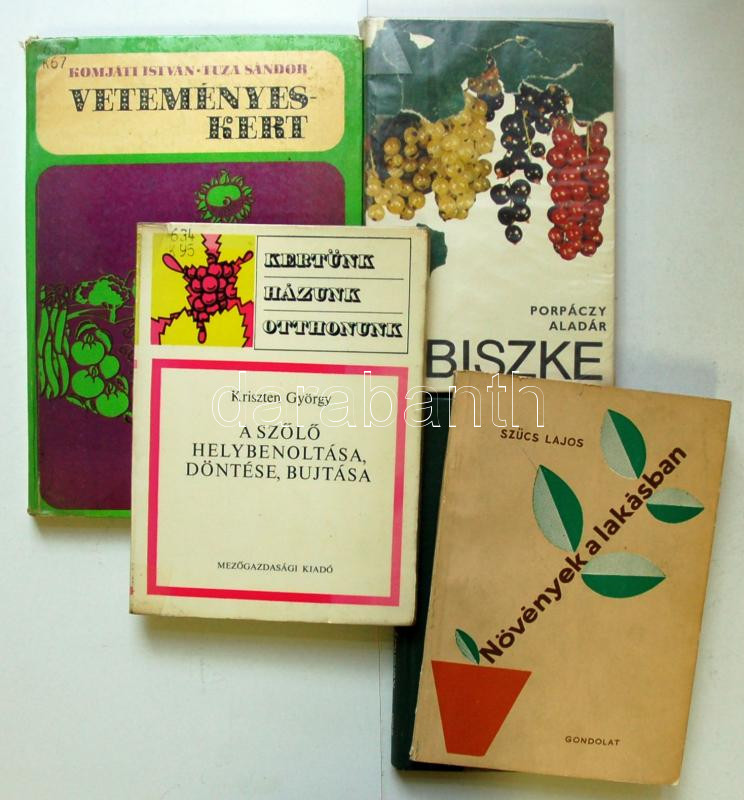 K67
KOMJÁTI ISTVÁN · TUZA SÁNDOR
VETEMÉNYES-
KERT
PORPÁCZY
ALADÁR
BISZKE
634
K95
KERTÜNK
HÁZUNK
OTTHONUNK
Kriszten György
A SZŐLŐ
HELYBENOLTÁSA,
DÖNTÉSE, BUJTÁSA
MEZŐGAZDASÁGI KIADÓ
SZŰCS LAJOS
Növények a lakásban
GONDOLAT
darabanth